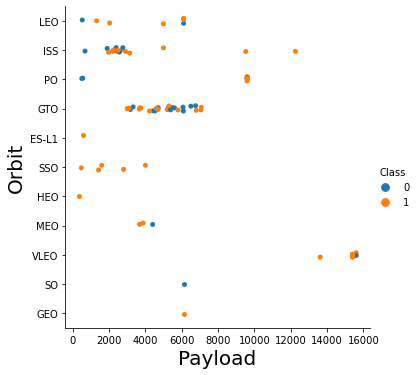 LEO
ISS
PO
GTO
ES-L1
SSO
HEO
MEO
VLEO
SO
GEO
Orbit
0 2000 4000 6000 8000 10000 12000 14000 16000
Payload
Class
0
1